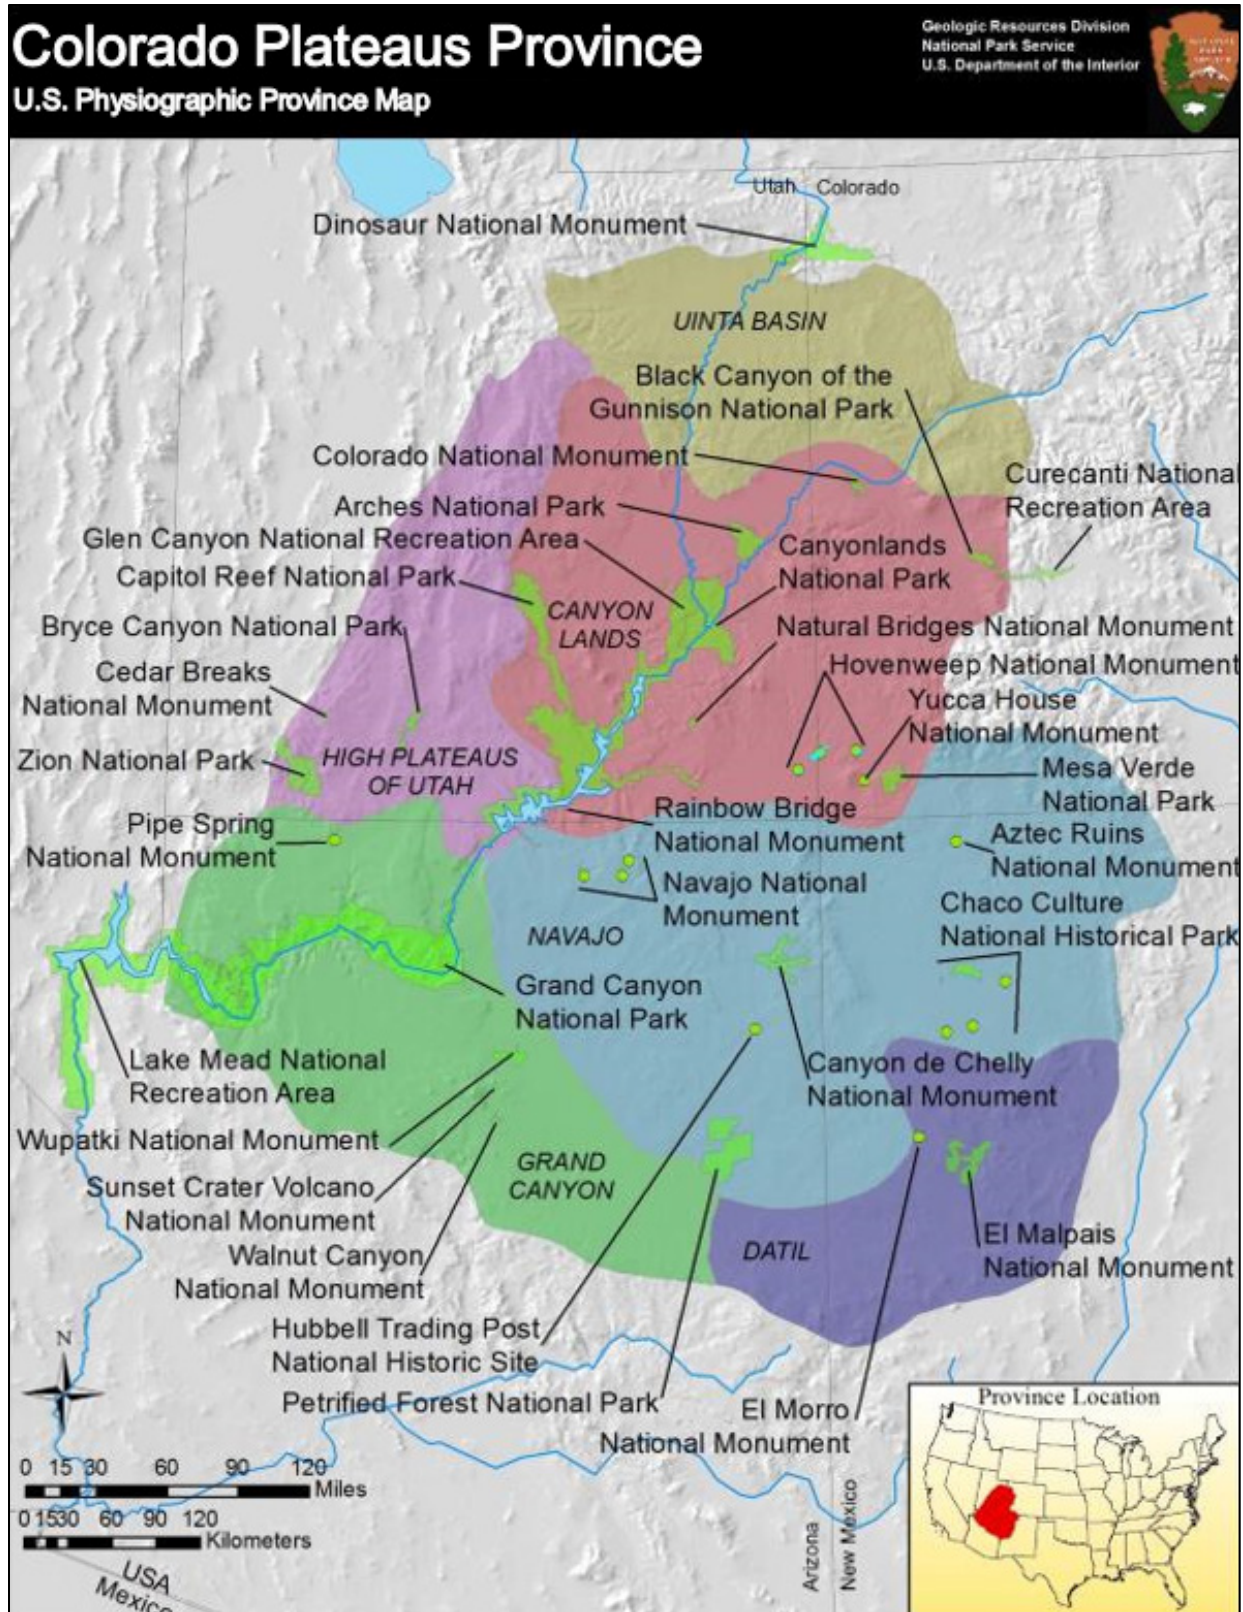 Colorado Plateaus Province
U.S. Physiographic Province Map
Geologic Resources Division
National Park Service
U.S. Department of the Interior
NATIONAL
PARK
SERVICE
Utah
Colorado
Dinosaur National Monument
UINTA BASIN
Black Canyon of the
Gunnison National Park
Colorado National Monument
Curecanti National
Recreation Area
Arches National Park
Glen Canyon National Recreation Area
Canyonlands
National Park
Capitol Reef National Park
CANYON
LANDS
Bryce Canyon National Park
Natural Bridges National Monument
Hovenweep National Monument
Cedar Breaks
National Monument
Yucca House
National Monument
Zion National Park
HIGH PLATEAUS
OF UTAH
Mesa Verde
National Park
Rainbow Bridge
National Monument
Pipe Spring
National Monument
Aztec Ruins
National Monument
Navajo National
Monument
Chaco Culture
National Historical Park
NAVAJO
Grand Canyon
National Park
Lake Mead National
Recreation Area
Canyon de Chelly
National Monument
Wupatki National Monument
GRAND
CANYON
Sunset Crater Volcano
National Monument
Walnut Canyon
National Monument
DATIL
El Malpais
National Monument
Hubbell Trading Post
National Historic Site
Petrified Forest National Park
El Morro
National Monument
N
0 15 30 60 90 120
Miles
0 15 30 60 90 120
Kilometers
USA
Mexico
Arizona
New Mexico
Province Location